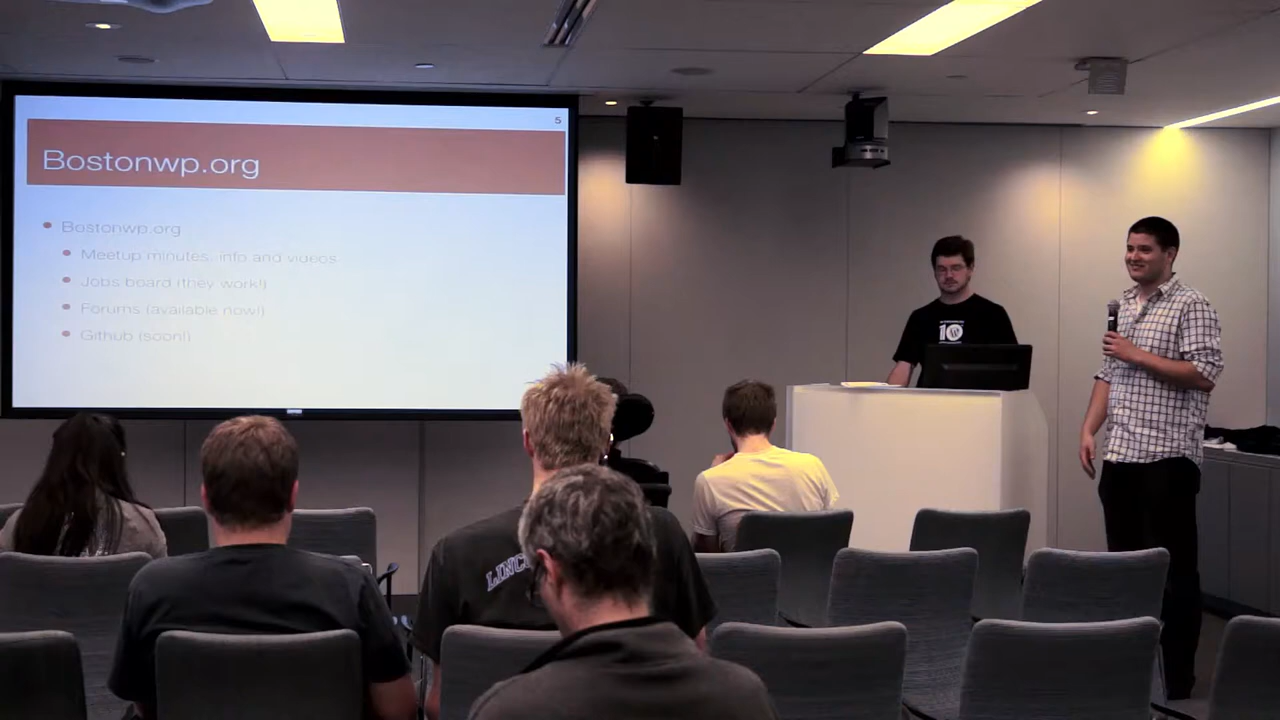 5
Bostonwp.org
Bostonwp.org
Meetup minutes, info and videos
Jobs board (they work!)
Forums (available now!)
Github (soon!)
10